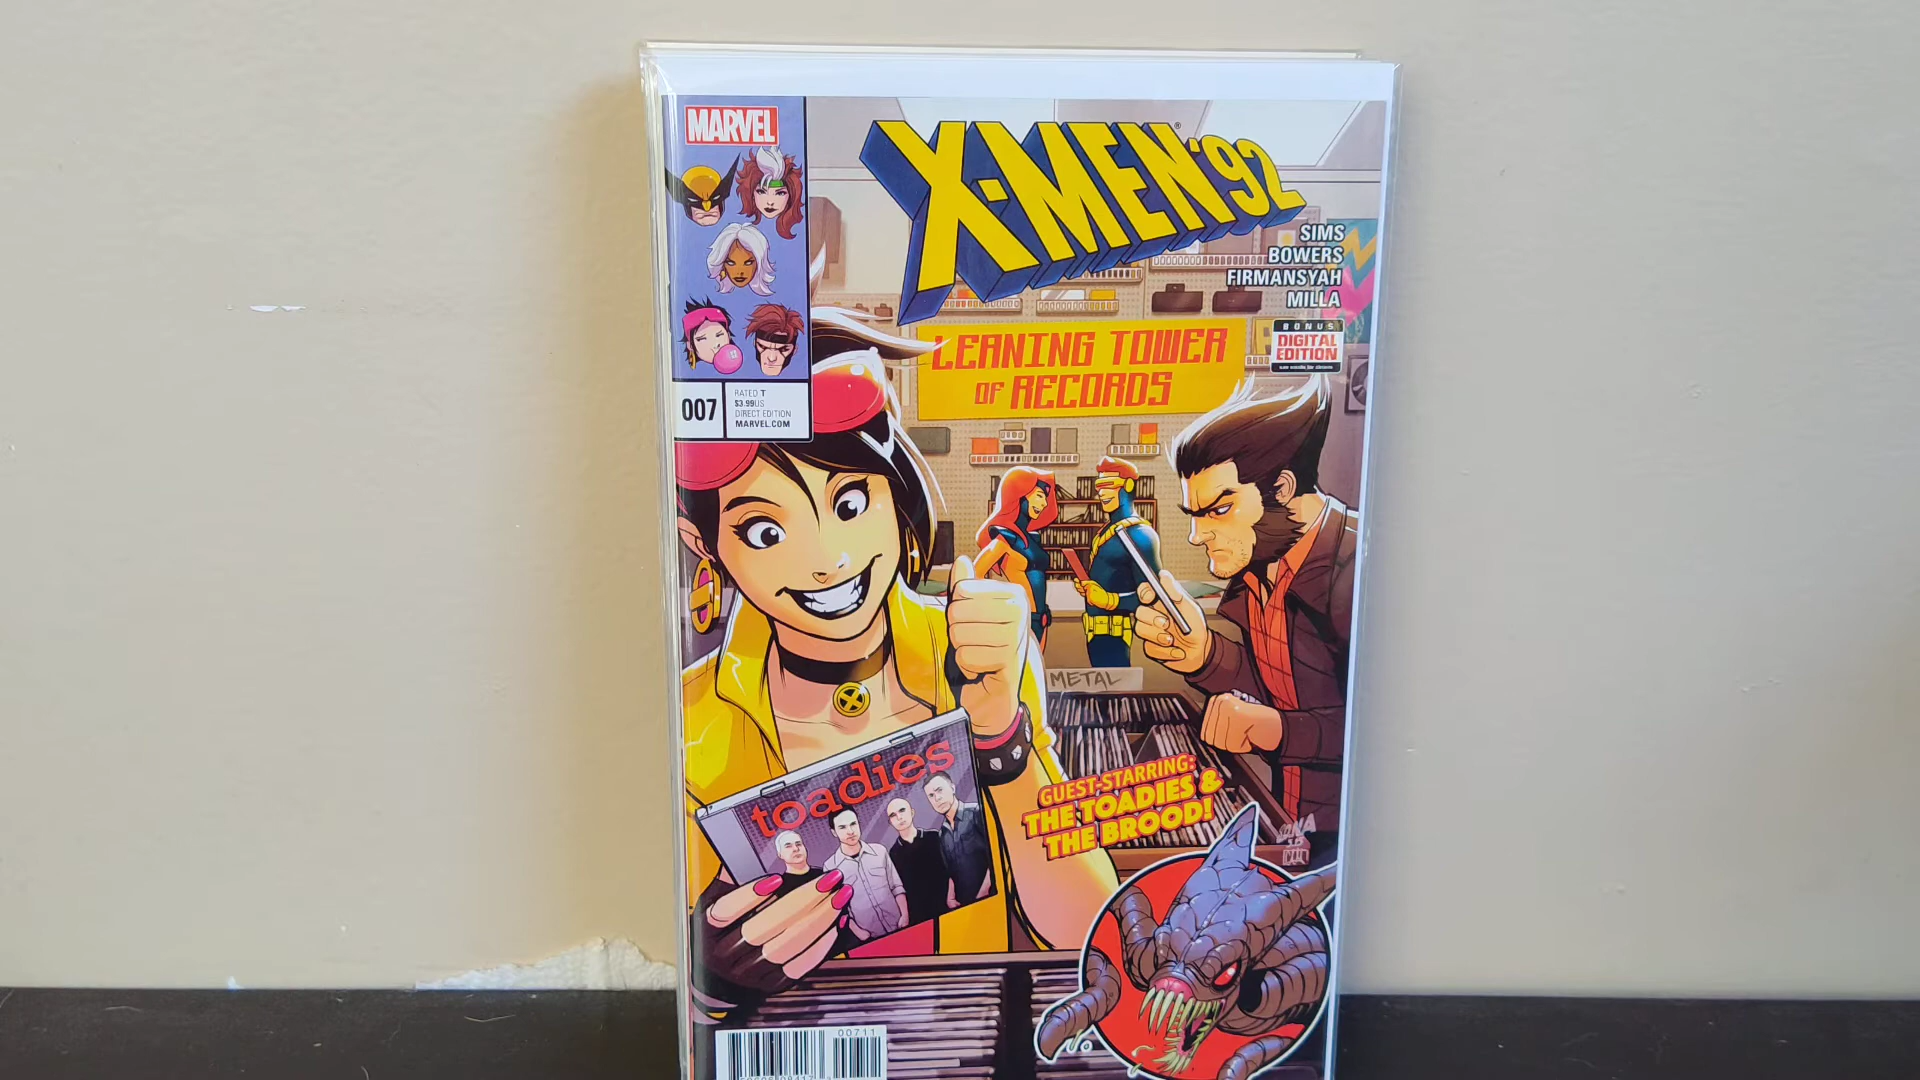 MARVEL
X-MEN '92
SIMS
BOWERS
FIRMANSYAH
MILLA
BONUS
DIGITAL
EDITION
LEANING TOWER
OF RECORDS
007
RATED T
$3.99US
DIRECT EDITION
MARVEL.COM
METAL
toadies
GUEST-STARRING:
THE TOADIES &
THE BROOD!
00711